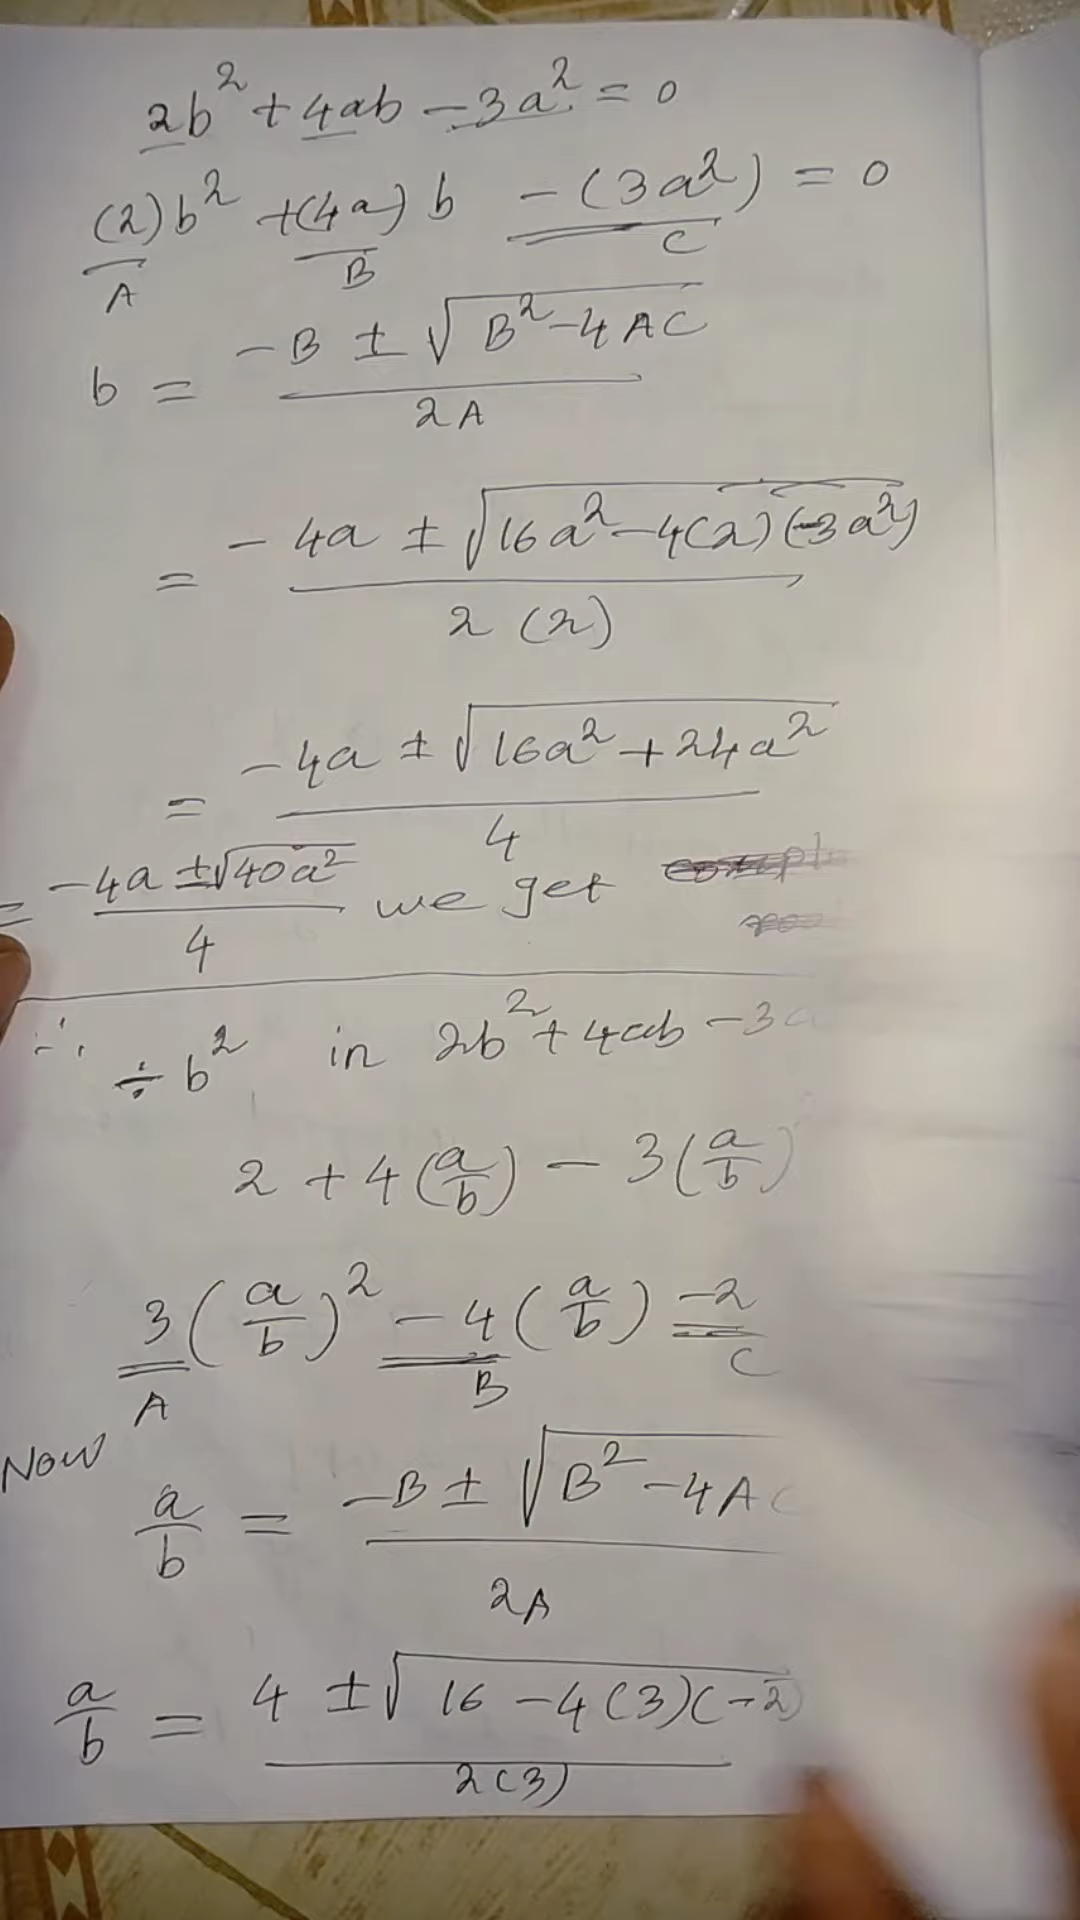 2b² + 4ab - 3a² = 0
(2)b² + (4a) b - (3a²) = 0
A B C
b = -B ± √B²-4AC / 2A
= -4a ± √16a²-4(2)(-3a²) / 2(2)
= -4a ± √16a²+24a² / 4
= -4a ± √40a² / 4 we get
∴ ÷ b² in 2b² + 4ab - 3a
2 + 4(a/b) - 3(a/b)
3(a/b)² - 4(a/b) -2
A B C
Now
a/b = -B ± √B²-4AC / 2A
a/b = 4 ± √16-4(3)(-2) / 2(3)